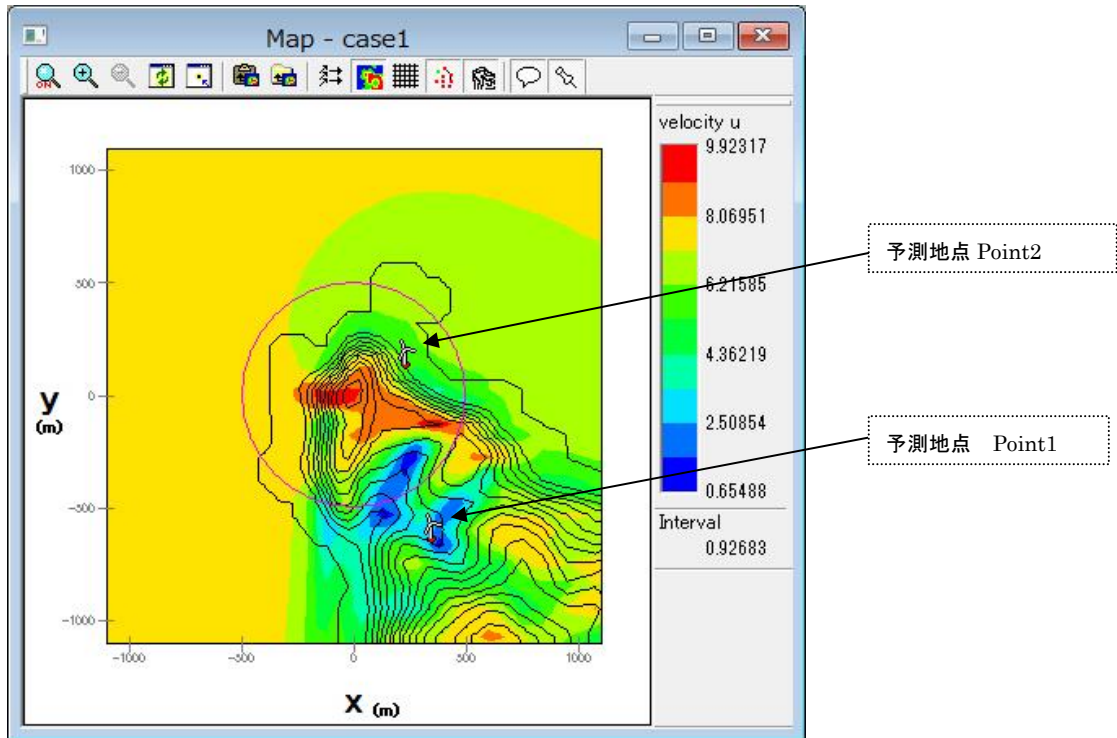 Map - case1
ON
velocity u
9.92317
8.06951
6.21585
4.36219
2.50854
0.65488
Interval
0.92683
1000
500
0
-500
-1000
y
(m)
-1000
-500
0
500
1000
x (m)
予測地点 Point2
予測地点 Point1